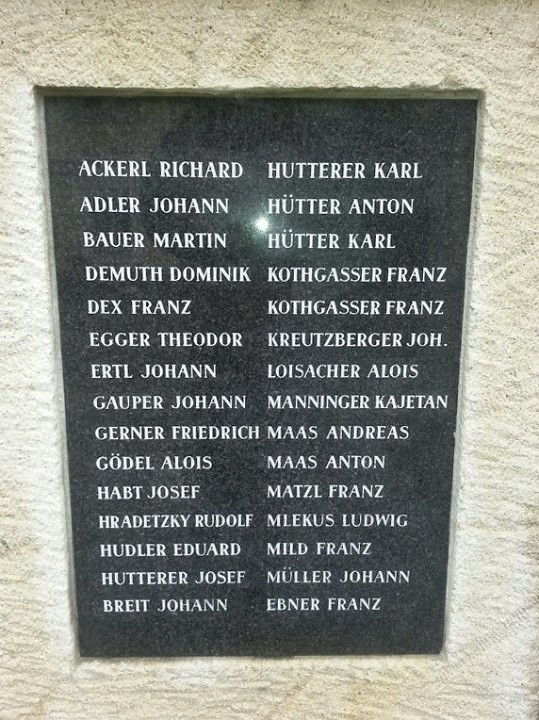 ACKERL RICHARD
ADLER JOHANN
BAUER MARTIN
DEMUTH DOMINIK
DEX FRANZ
EGGER THEODOR
ERTL JOHANN
GAUPER JOHANN
GERNER FRIEDRICH
GÖDEL ALOIS
HABT JOSEF
HRADETZKY RUDOLF
HUDLER EDUARD
HUTTERER JOSEF
BREIT JOHANN
HUTTERER KARL
HÜTTER ANTON
HÜTTER KARL
KOTHGASSER FRANZ
KOTHGASSER FRANZ
KREUTZBERGER JOH.
LOISACHER ALOIS
MANNINGER KAJETAN
MAAS ANDREAS
MAAS ANTON
MATZL FRANZ
MLEKUS LUDWIG
MILD FRANZ
MÜLLER JOHANN
EBNER FRANZ